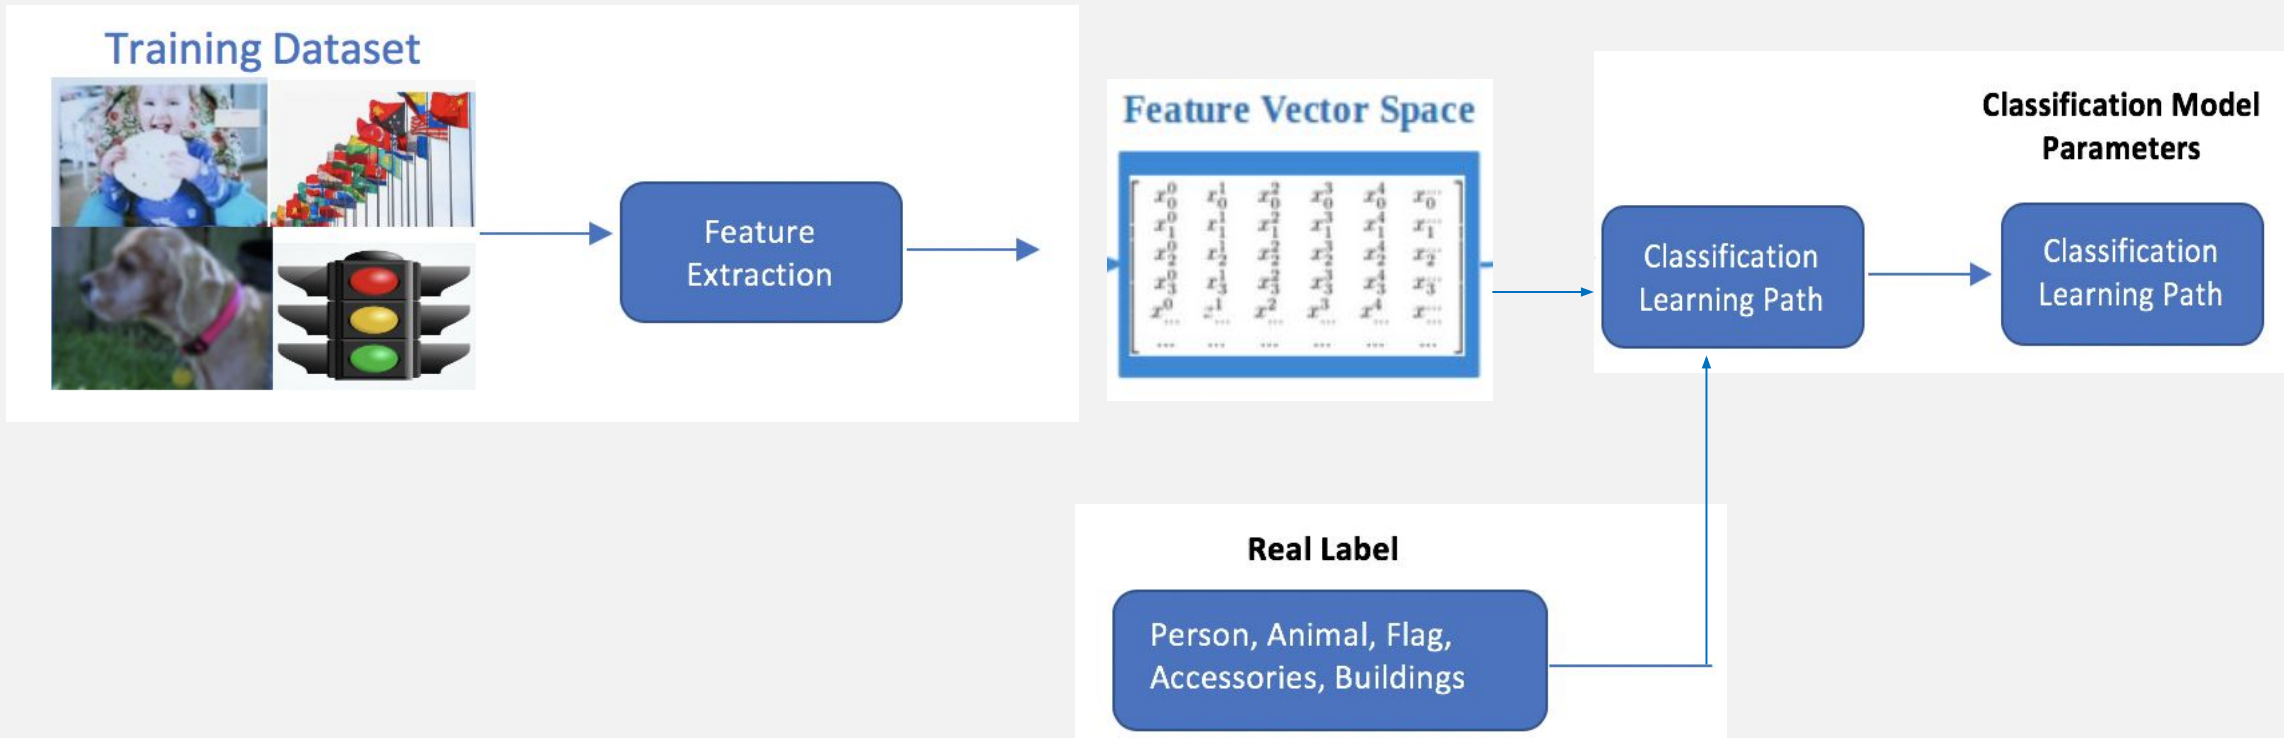 Training Dataset
Feature
Extraction
Feature Vector Space
Classification
Learning Path
Classification Model
Parameters
Classification
Learning Path
Real Label
Person, Animal, Flag,
Accessories, Buildings